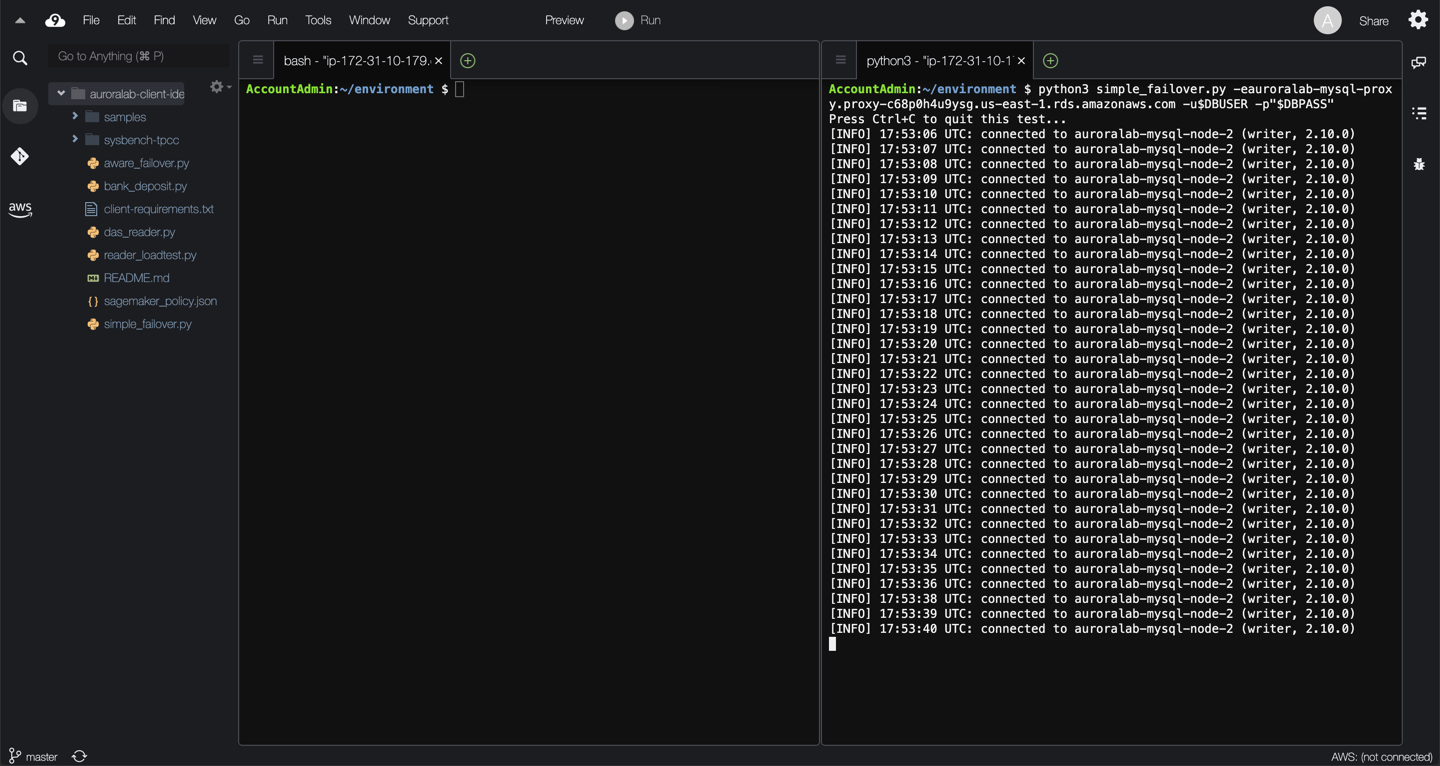 9 File Edit Find View Go Run Tools Window Support Preview Run A Share
Go to Anything (⌘ P)
auroralab-client-ide
samples
sysbench-tpcc
aware_failover.py
bank_deposit.py
client-requirements.txt
das_reader.py
reader_loadtest.py
README.md
sagemaker_policy.json
simple_failover.py
aws
bash - "ip-172-31-10-179.
AccountAdmin:~/environment $
python3 - "ip-172-31-10-17
AccountAdmin:~/environment $ python3 simple_failover.py -eauroralab-mysql-prox
y.proxy-c68p0h4u9ysg.us-east-1.rds.amazonaws.com -u$DBUSER -p"$DBPASS"
Press Ctrl+C to quit this test...
[INFO] 17:53:06 UTC: connected to auroralab-mysql-node-2 (writer, 2.10.0)
[INFO] 17:53:07 UTC: connected to auroralab-mysql-node-2 (writer, 2.10.0)
[INFO] 17:53:08 UTC: connected to auroralab-mysql-node-2 (writer, 2.10.0)
[INFO] 17:53:09 UTC: connected to auroralab-mysql-node-2 (writer, 2.10.0)
[INFO] 17:53:10 UTC: connected to auroralab-mysql-node-2 (writer, 2.10.0)
[INFO] 17:53:11 UTC: connected to auroralab-mysql-node-2 (writer, 2.10.0)
[INFO] 17:53:12 UTC: connected to auroralab-mysql-node-2 (writer, 2.10.0)
[INFO] 17:53:13 UTC: connected to auroralab-mysql-node-2 (writer, 2.10.0)
[INFO] 17:53:14 UTC: connected to auroralab-mysql-node-2 (writer, 2.10.0)
[INFO] 17:53:15 UTC: connected to auroralab-mysql-node-2 (writer, 2.10.0)
[INFO] 17:53:16 UTC: connected to auroralab-mysql-node-2 (writer, 2.10.0)
[INFO] 17:53:17 UTC: connected to auroralab-mysql-node-2 (writer, 2.10.0)
[INFO] 17:53:18 UTC: connected to auroralab-mysql-node-2 (writer, 2.10.0)
[INFO] 17:53:19 UTC: connected to auroralab-mysql-node-2 (writer, 2.10.0)
[INFO] 17:53:20 UTC: connected to auroralab-mysql-node-2 (writer, 2.10.0)
[INFO] 17:53:21 UTC: connected to auroralab-mysql-node-2 (writer, 2.10.0)
[INFO] 17:53:22 UTC: connected to auroralab-mysql-node-2 (writer, 2.10.0)
[INFO] 17:53:23 UTC: connected to auroralab-mysql-node-2 (writer, 2.10.0)
[INFO] 17:53:24 UTC: connected to auroralab-mysql-node-2 (writer, 2.10.0)
[INFO] 17:53:25 UTC: connected to auroralab-mysql-node-2 (writer, 2.10.0)
[INFO] 17:53:26 UTC: connected to auroralab-mysql-node-2 (writer, 2.10.0)
[INFO] 17:53:27 UTC: connected to auroralab-mysql-node-2 (writer, 2.10.0)
[INFO] 17:53:28 UTC: connected to auroralab-mysql-node-2 (writer, 2.10.0)
[INFO] 17:53:29 UTC: connected to auroralab-mysql-node-2 (writer, 2.10.0)
[INFO] 17:53:30 UTC: connected to auroralab-mysql-node-2 (writer, 2.10.0)
[INFO] 17:53:31 UTC: connected to auroralab-mysql-node-2 (writer, 2.10.0)
[INFO] 17:53:32 UTC: connected to auroralab-mysql-node-2 (writer, 2.10.0)
[INFO] 17:53:33 UTC: connected to auroralab-mysql-node-2 (writer, 2.10.0)
[INFO] 17:53:34 UTC: connected to auroralab-mysql-node-2 (writer, 2.10.0)
[INFO] 17:53:35 UTC: connected to auroralab-mysql-node-2 (writer, 2.10.0)
[INFO] 17:53:36 UTC: connected to auroralab-mysql-node-2 (writer, 2.10.0)
[INFO] 17:53:38 UTC: connected to auroralab-mysql-node-2 (writer, 2.10.0)
[INFO] 17:53:39 UTC: connected to auroralab-mysql-node-2 (writer, 2.10.0)
[INFO] 17:53:40 UTC: connected to auroralab-mysql-node-2 (writer, 2.10.0)
master
AWS: (not connected)